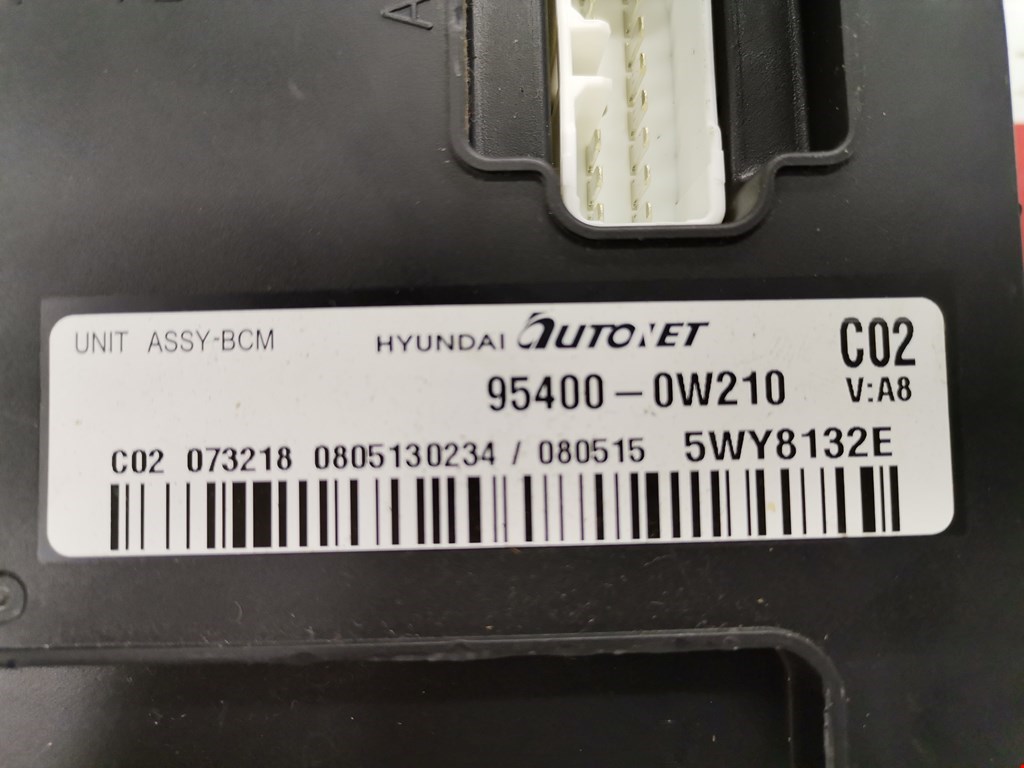 UNIT ASSY-BCM
HYUNDAI AUTONET
C02
95400-0W210
V:A8
C02 073218 0805130234 / 080515 5WY8132E